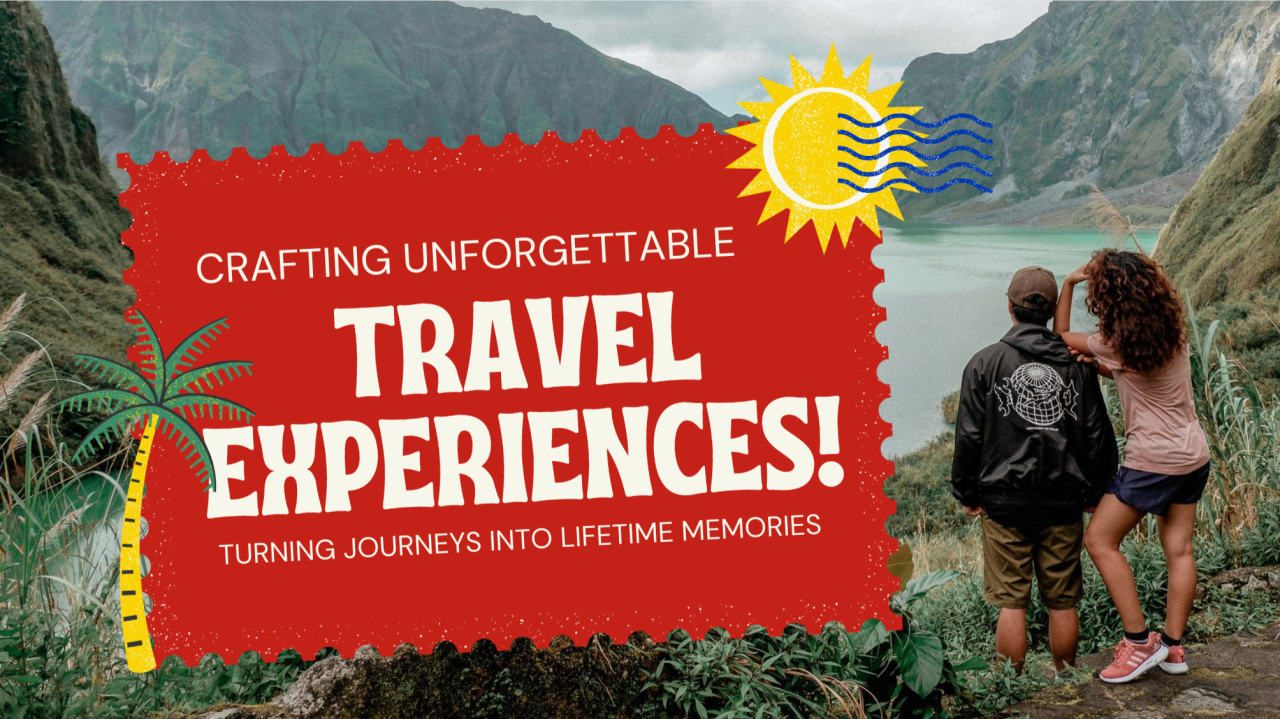 CRAFTING UNFORGETTABLE
TRAVEL
EXPERIENCES!
TURNING JOURNEYS INTO LIFETIME MEMORIES